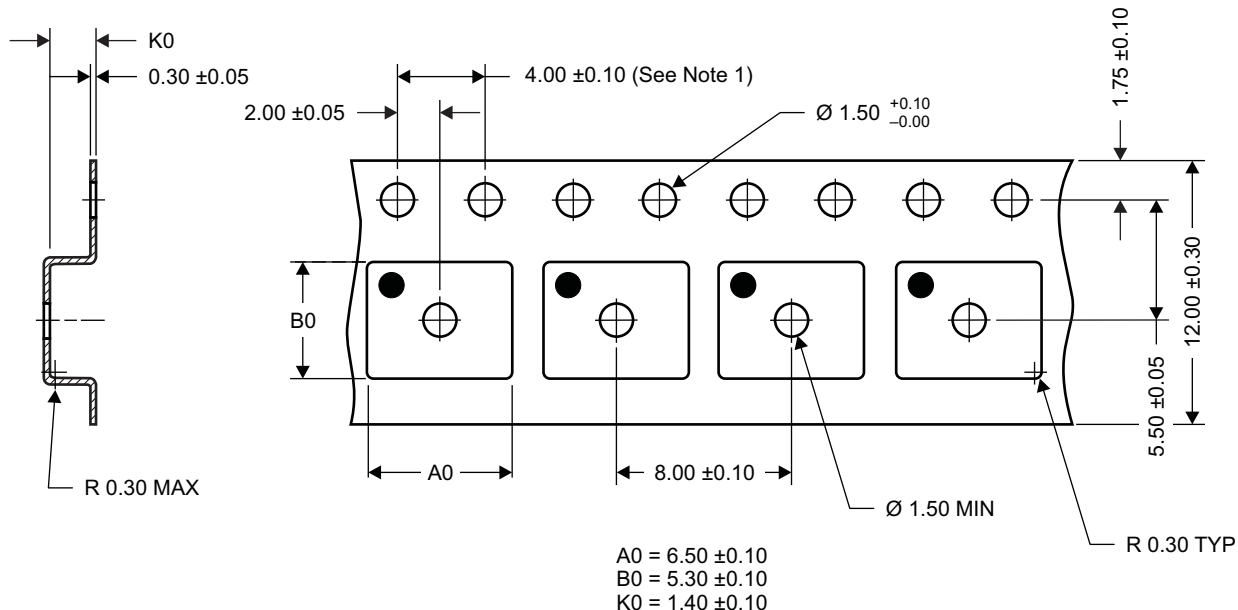 K0
0.30 ±0.05
4.00 ±0.10 (See Note 1)
2.00 ±0.05
Ø 1.50 +0.10 –0.00
1.75 ±0.10
B0
12.00 ±0.30
5.50 ±0.05
R 0.30 MAX
A0
8.00 ±0.10
Ø 1.50 MIN
R 0.30 TYP
A0 = 6.50 ±0.10
B0 = 5.30 ±0.10
K0 = 1.40 ±0.10